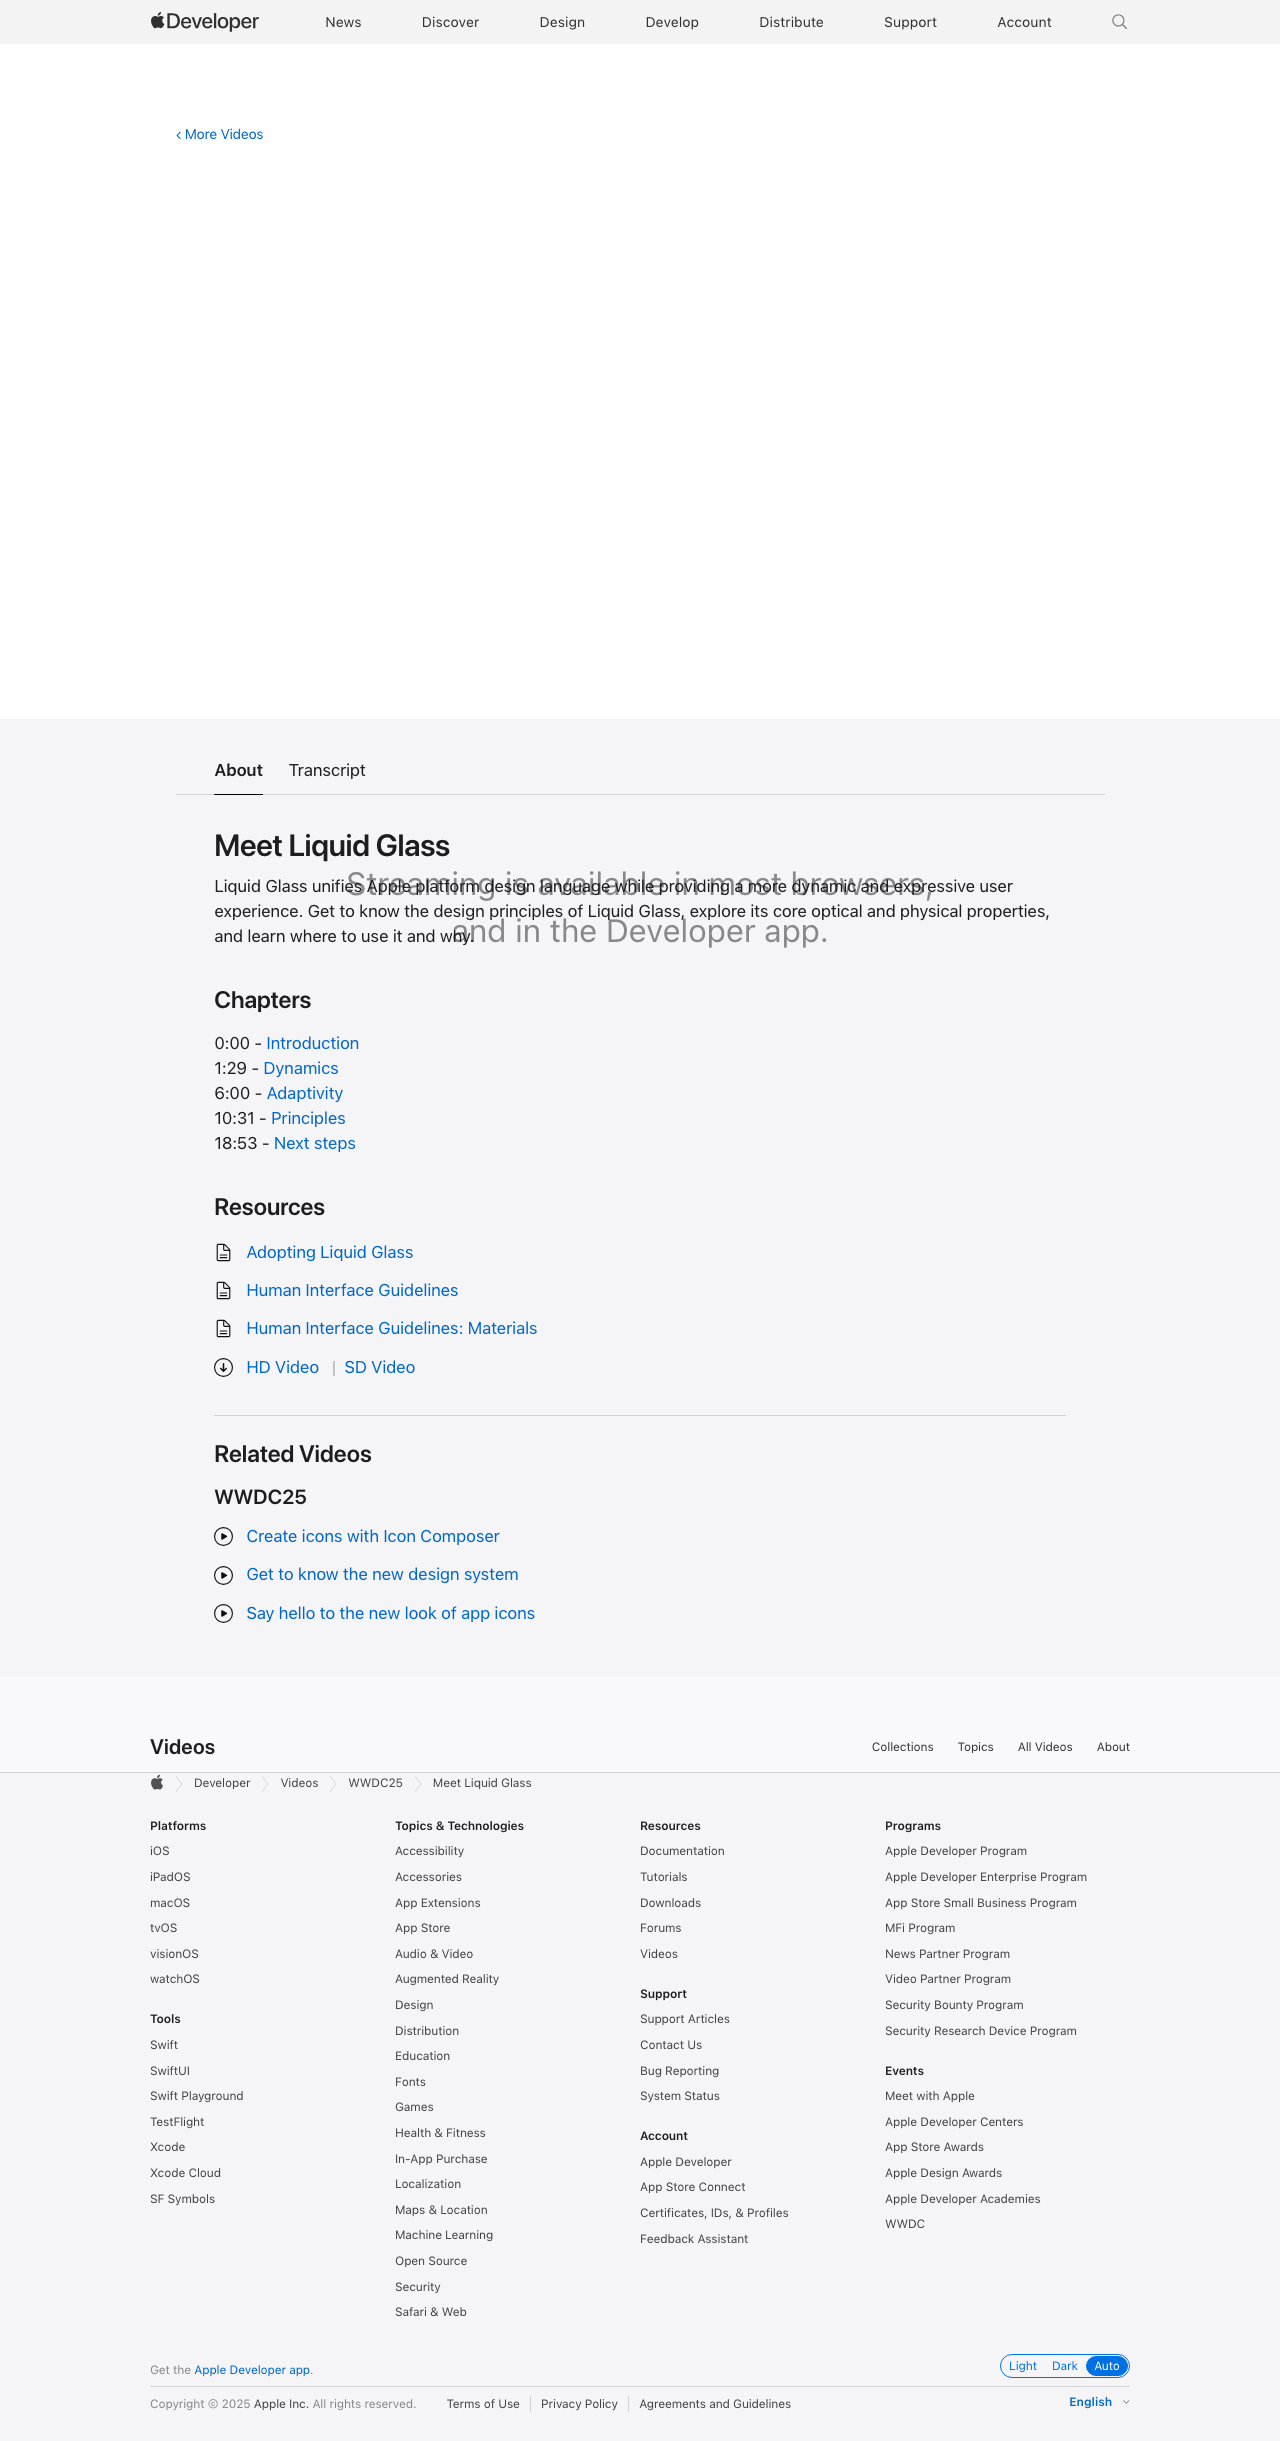 Developer
News
Discover
Design
Develop
Distribute
Support
Account
More Videos
About
Transcript
Meet Liquid Glass
Streaming is available in most browsers,
and in the Developer app.
Liquid Glass unifies Apple platform design language while providing a more dynamic and expressive user
experience. Get to know the design principles of Liquid Glass, explore its core optical and physical properties,
and learn where to use it and why.
Chapters
0:00 - Introduction
1:29 - Dynamics
6:00 - Adaptivity
10:31 - Principles
18:53 - Next steps
Resources
Adopting Liquid Glass
Human Interface Guidelines
Human Interface Guidelines: Materials
HD Video | SD Video
Related Videos
WWDC25
Create icons with Icon Composer
Get to know the new design system
Say hello to the new look of app icons
Videos
Collections
Topics
All Videos
About
Developer
Videos
WWDC25
Meet Liquid Glass
Platforms
iOS
iPadOS
macOS
tvOS
visionOS
watchOS
Tools
Swift
SwiftUI
Swift Playground
TestFlight
Xcode
Xcode Cloud
SF Symbols
Topics & Technologies
Accessibility
Accessories
App Extensions
App Store
Audio & Video
Augmented Reality
Design
Distribution
Education
Fonts
Games
Health & Fitness
In-App Purchase
Localization
Maps & Location
Machine Learning
Open Source
Security
Safari & Web
Resources
Documentation
Tutorials
Downloads
Forums
Videos
Support
Support Articles
Contact Us
Bug Reporting
System Status
Account
Apple Developer
App Store Connect
Certificates, IDs, & Profiles
Feedback Assistant
Programs
Apple Developer Program
Apple Developer Enterprise Program
App Store Small Business Program
MFi Program
News Partner Program
Video Partner Program
Security Bounty Program
Security Research Device Program
Events
Meet with Apple
Apple Developer Centers
App Store Awards
Apple Design Awards
Apple Developer Academies
WWDC
Get the Apple Developer app.
Light
Dark
Auto
Copyright © 2025 Apple Inc. All rights reserved.
Terms of Use
Privacy Policy
Agreements and Guidelines
English